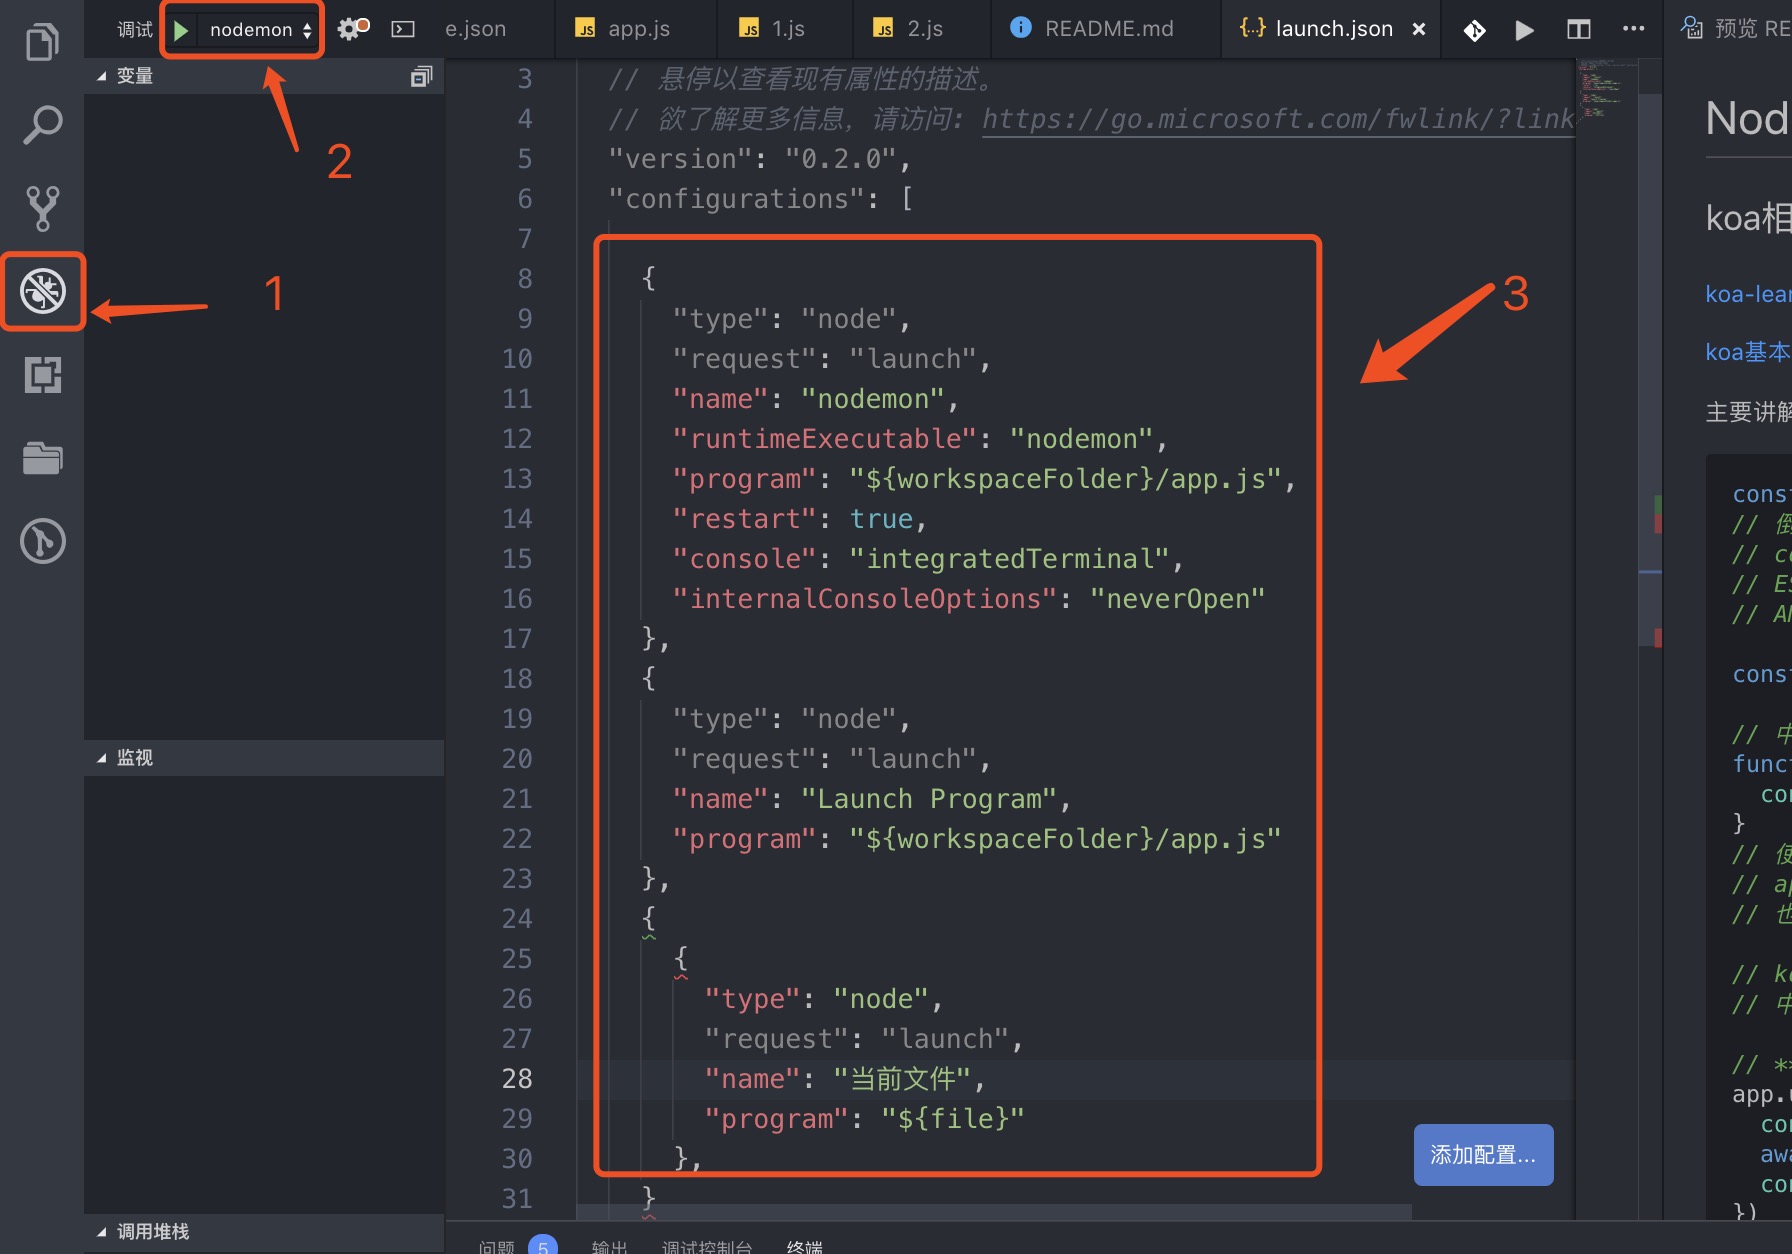 调试 nodemon
e.json app.js 1.js 2.js README.md launch.json
预览 RE
变量
监视
调用堆栈
1
2
3
3 // 悬停以查看现有属性的描述。
4 // 欲了解更多信息，请访问: https://go.microsoft.com/fwlink/?link
5 "version": "0.2.0",
6 "configurations": [
7
8 {
9 "type": "node",
10 "request": "launch",
11 "name": "nodemon",
12 "runtimeExecutable": "nodemon",
13 "program": "${workspaceFolder}/app.js",
14 "restart": true,
15 "console": "integratedTerminal",
16 "internalConsoleOptions": "neverOpen"
17 },
18 {
19 "type": "node",
20 "request": "launch",
21 "name": "Launch Program",
22 "program": "${workspaceFolder}/app.js"
23 },
24 {
25 {
26 "type": "node",
27 "request": "launch",
28 "name": "当前文件",
29 "program": "${file}"
30 },
31 }
添加配置...
问题 5 输出 调试控制台 终端
Nod
koa相
koa-lea
koa基本
主要讲解
cons
// 倒
// c
// E
// A
cons
// 中
func
co
}
// 使
// a
// 也
// k
// 中
// *
app.
co
awa
co
})